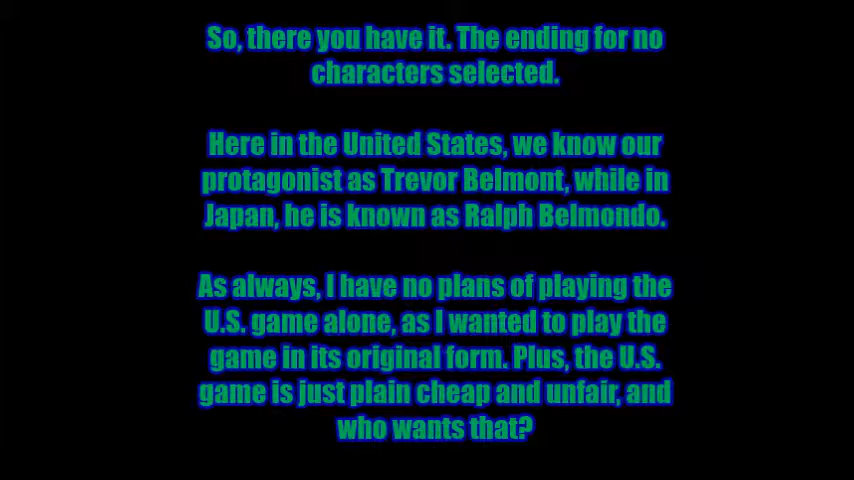 So, there you have it. The ending for no
characters selected.
Here in the United States, we know our
protagonist as Trevor Belmont, while in
Japan, he is known as Ralph Belmondo.
As always, I have no plans of playing the
U.S. game alone, as I wanted to play the
game in its original form. Plus, the U.S.
game is just plain cheap and unfair, and
who wants that?